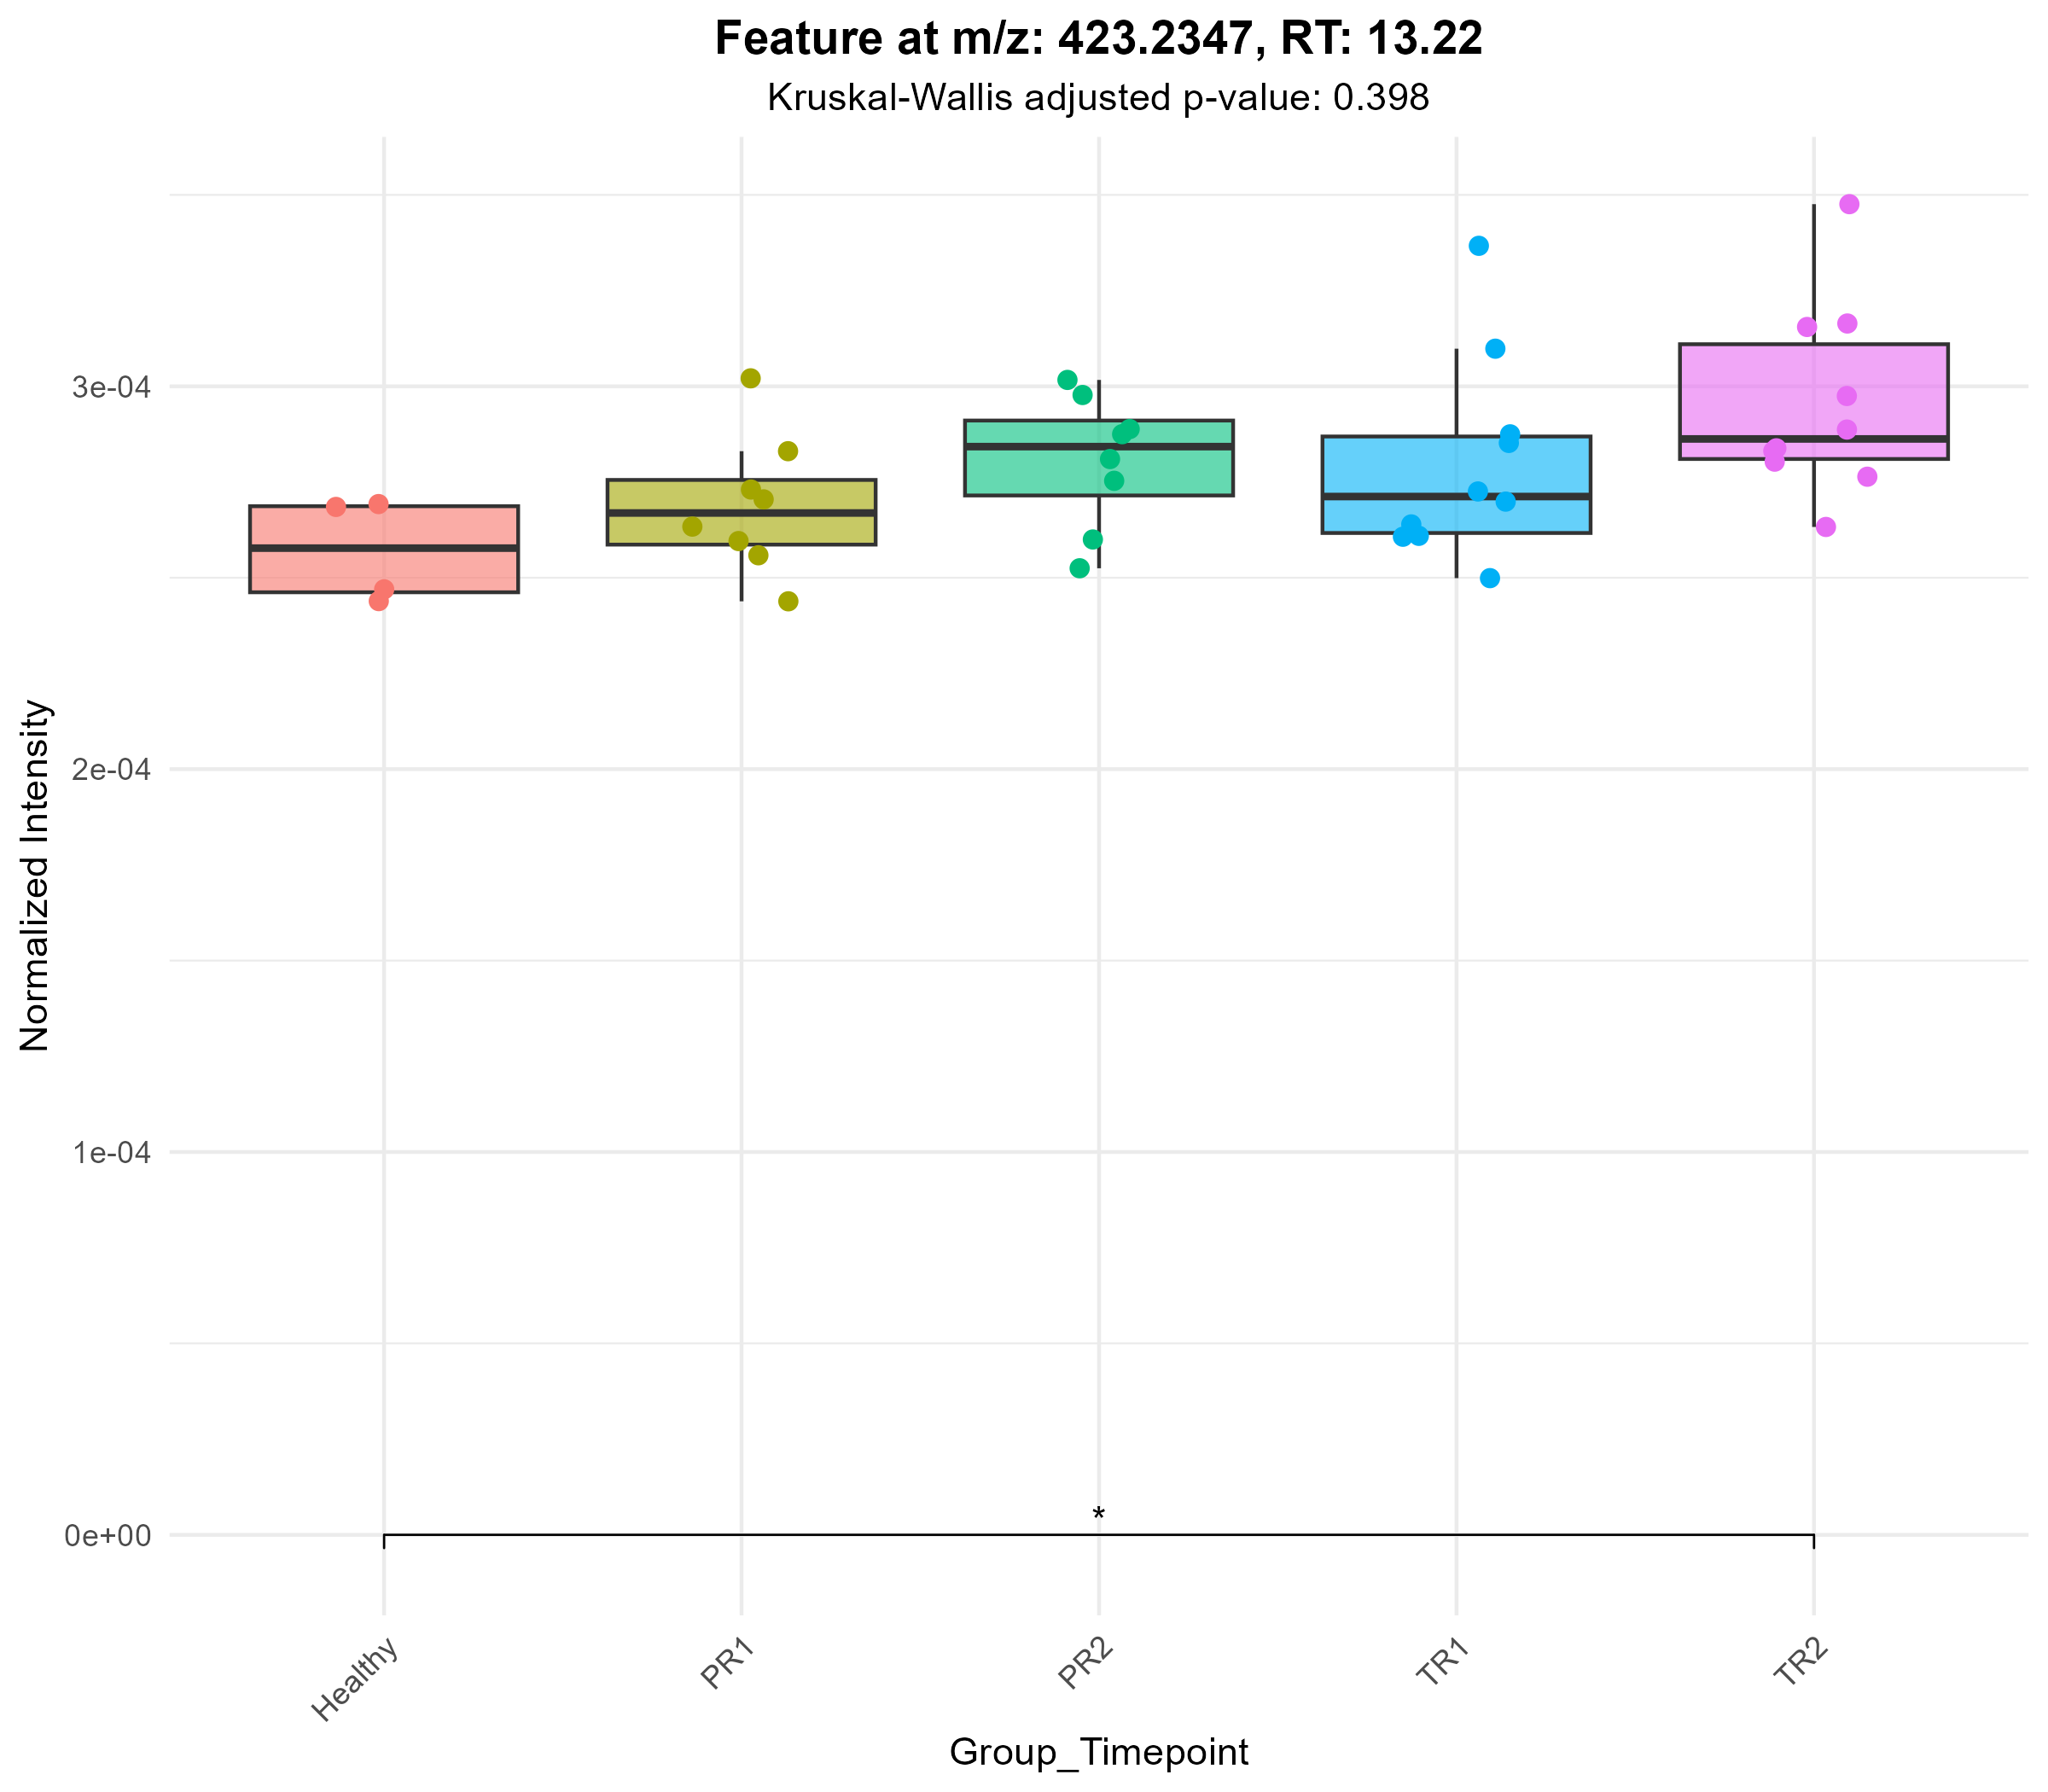 Feature at m/z: 423.2347, RT: 13.22
Kruskal-Wallis adjusted p-value: 0.398
Normalized Intensity
3e-04
2e-04
1e-04
0e+00
*
Healthy
PR1
PR2
TR1
TR2
Group_Timepoint